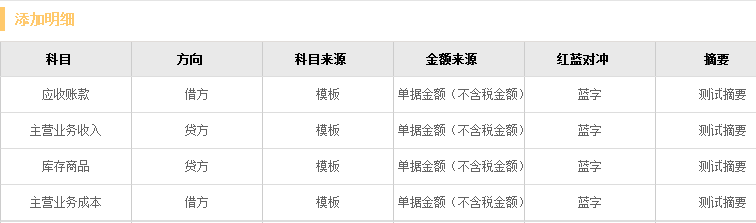 添加明细
科目 方向 科目来源 金额来源 红蓝对冲 摘要
应收账款 借方 模板 单据金额（不含税金额） 蓝字 测试摘要
主营业务收入 贷方 模板 单据金额（不含税金额） 蓝字 测试摘要
库存商品 贷方 模板 单据金额（不含税金额） 蓝字 测试摘要
主营业务成本 借方 模板 单据金额（不含税金额） 蓝字 测试摘要